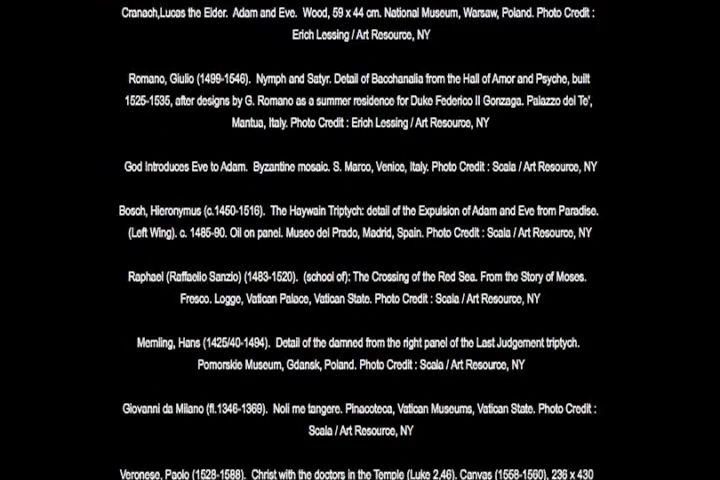 Cranach,Lucas the Elder. Adam and Eve. Wood, 59 x 44 cm. National Museum, Warsaw, Poland. Photo Credit :
Erich Lessing / Art Resource, NY
Romano, Giulio (1499-1546). Nymph and Satyr. Detail of Bacchanalia from the Hall of Amor and Psyche, built
1525-1535, after designs by G. Romano as a summer residence for Duke Federico II Gonzaga. Palazzo del Te',
Mantua, Italy. Photo Credit : Erich Lessing / Art Resource, NY
God Introduces Eve to Adam. Byzantine mosaic. S. Marco, Venice, Italy. Photo Credit : Scala / Art Resource, NY
Bosch, Hieronymus (c.1450-1516). The Haywain Triptych: detail of the Expulsion of Adam and Eve from Paradise.
(Left Wing). c. 1485-90. Oil on panel. Museo del Prado, Madrid, Spain. Photo Credit : Scala / Art Resource, NY
Raphael (Raffaello Sanzio) (1483-1520). (school of): The Crossing of the Red Sea. From the Story of Moses.
Fresco. Logge, Vatican Palace, Vatican State. Photo Credit : Scala / Art Resource, NY
Memling, Hans (1425/40-1494). Detail of the damned from the right panel of the Last Judgement triptych.
Pomorskie Museum, Gdansk, Poland. Photo Credit : Scala / Art Resource, NY
Giovanni da Milano (fl.1346-1369). Noli me tangere. Pinacoteca, Vatican Museums, Vatican State. Photo Credit :
Scala / Art Resource, NY
Veronese, Paolo (1528-1588). Christ with the doctors in the Temple (Luke 2,46). Canvas (1558-1560), 236 x 430